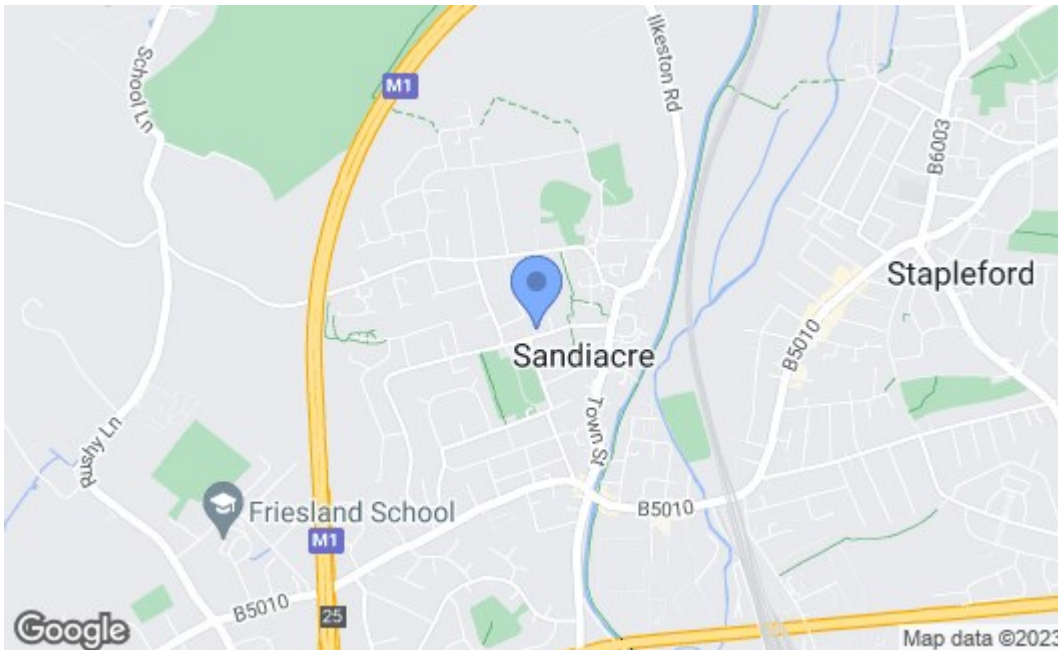 School Ln
M1
Ilkeston Rd
B6003
Stapleford
Sandiacre
B5010
Town St
Rushy Ln
Friesland School
B5010
M1
B5010
25
Google
Map data ©2023